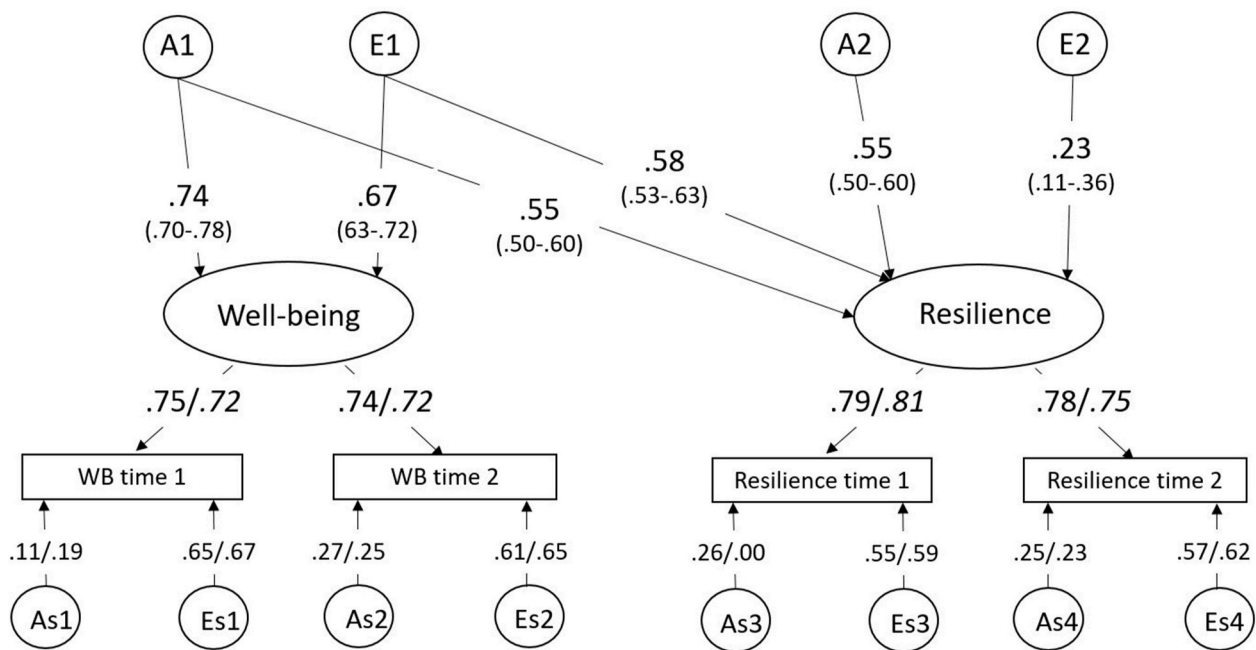 A1 E1 A2 E2
.74
(.70-.78)
.67
(63-.72)
.55
(.50-.60)
.58
(.53-.63)
.55
(.50-.60)
.23
(.11-.36)
Well-being
Resilience
.75/.72 .74/.72 .79/.81 .78/.75
WB time 1 WB time 2 Resilience time 1 Resilience time 2
.11/.19 .65/.67 .27/.25 .61/.65 .26/.00 .55/.59 .25/.23 .57/.62
As1 Es1 As2 Es2 As3 Es3 As4 Es4